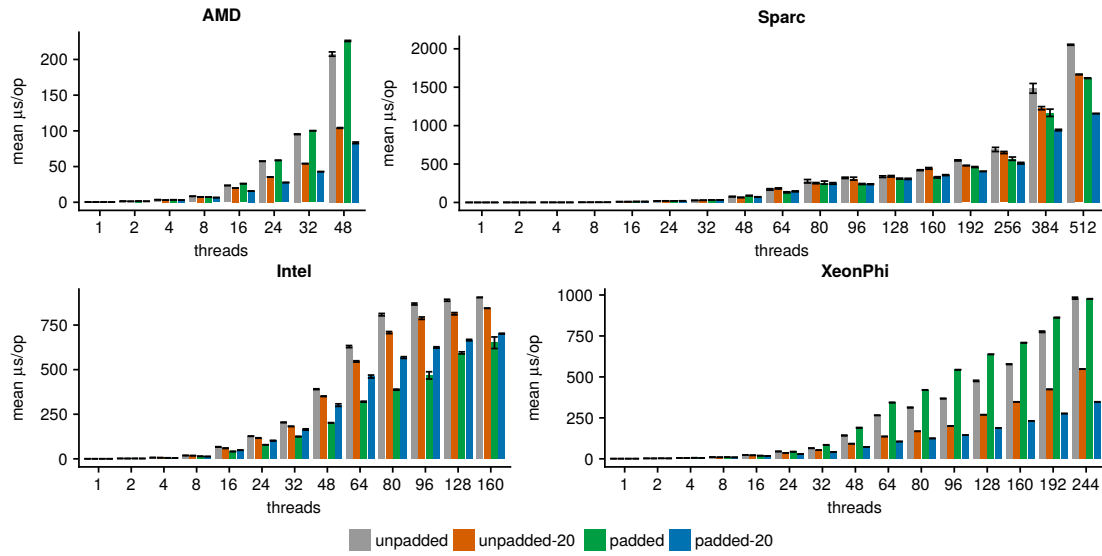 AMD
mean μs/op
200
150
100
50
0
1 2 4 8 16 24 32 48
threads
Sparc
mean μs/op
2000
1500
1000
500
0
1 2 4 8 16 24 32 48 64 80 96 128 160 192 256 384 512
threads
Intel
mean μs/op
750
500
250
0
1 2 4 8 16 24 32 48 64 80 96 128 160
threads
XeonPhi
mean μs/op
1000
750
500
250
0
1 2 4 8 16 24 32 48 64 80 96 128 160 192 244
threads
unpadded unpadded-20 padded padded-20